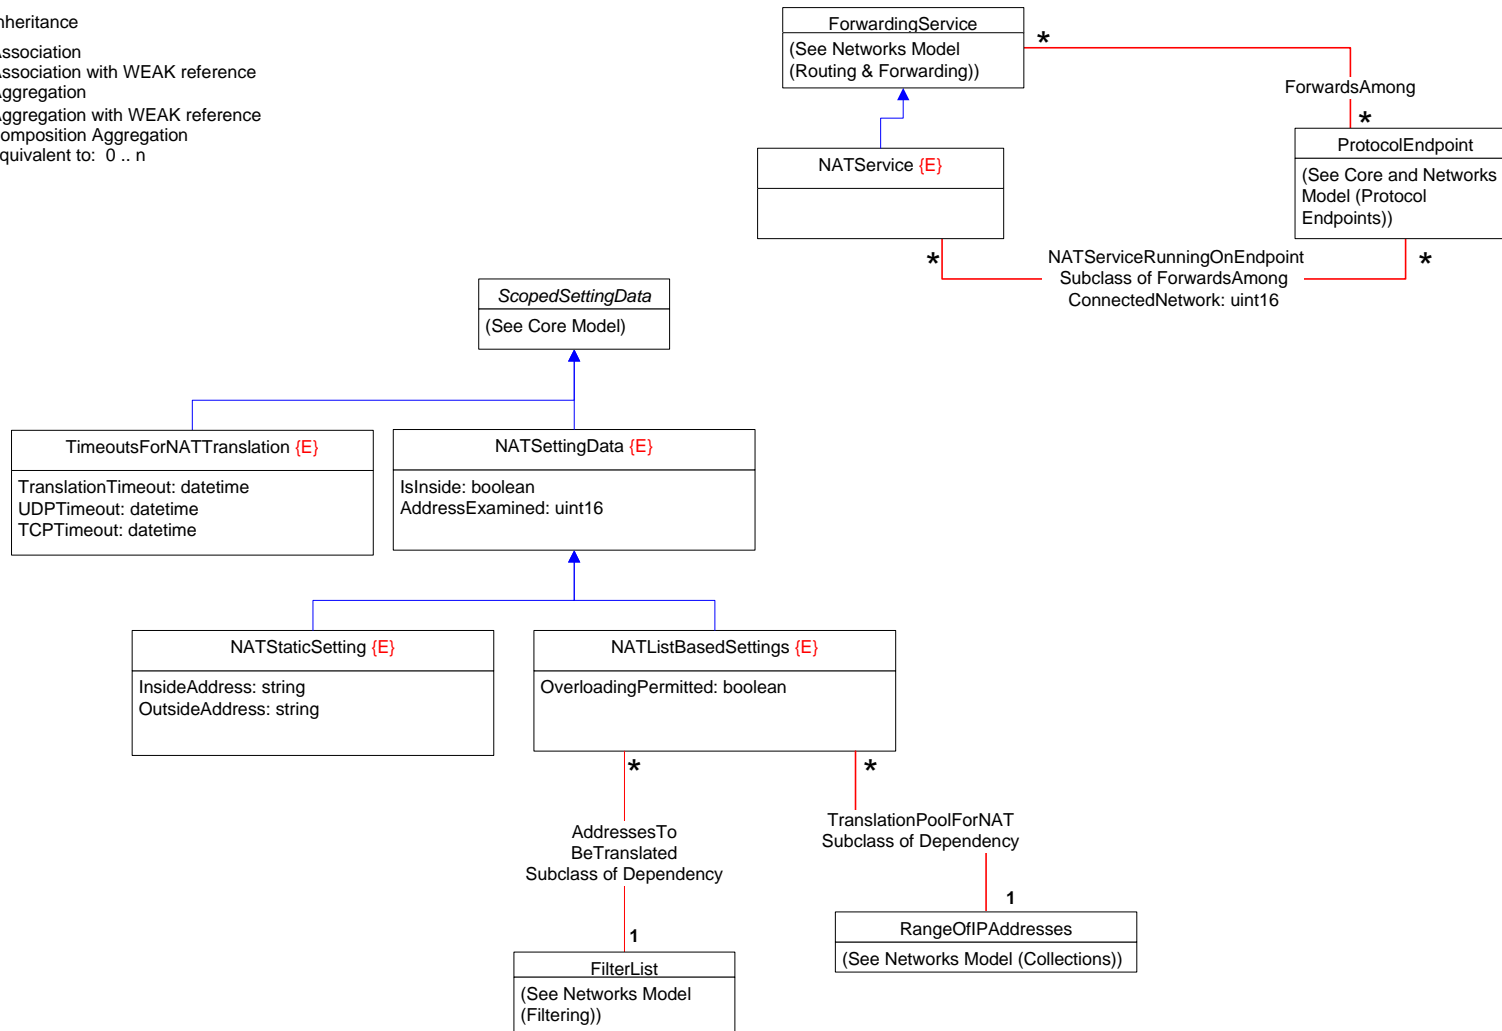 nheritance
ssociation
ssociation with WEAK reference
ggregation
ggregation with WEAK reference
omposition Aggregation
quivalent to: 0 .. n
ForwardingService
(See Networks Model
(Routing & Forwarding))
*
ForwardsAmong
*
ProtocolEndpoint
(See Core and Networks
Model (Protocol
Endpoints))
NATService {E}
*
NATServiceRunningOnEndpoint
Subclass of ForwardsAmong
ConnectedNetwork: uint16
*
ScopedSettingData
(See Core Model)
TimeoutsForNATTranslation {E}
TranslationTimeout: datetime
UDPTimeout: datetime
TCPTimeout: datetime
NATSettingData {E}
IsInside: boolean
AddressExamined: uint16
NATStaticSetting {E}
InsideAddress: string
OutsideAddress: string
NATListBasedSettings {E}
OverloadingPermitted: boolean
*
*
AddressesTo
BeTranslated
Subclass of Dependency
TranslationPoolForNAT
Subclass of Dependency
1
1
RangeOfIPAddresses
(See Networks Model (Collections))
FilterList
(See Networks Model
(Filtering))